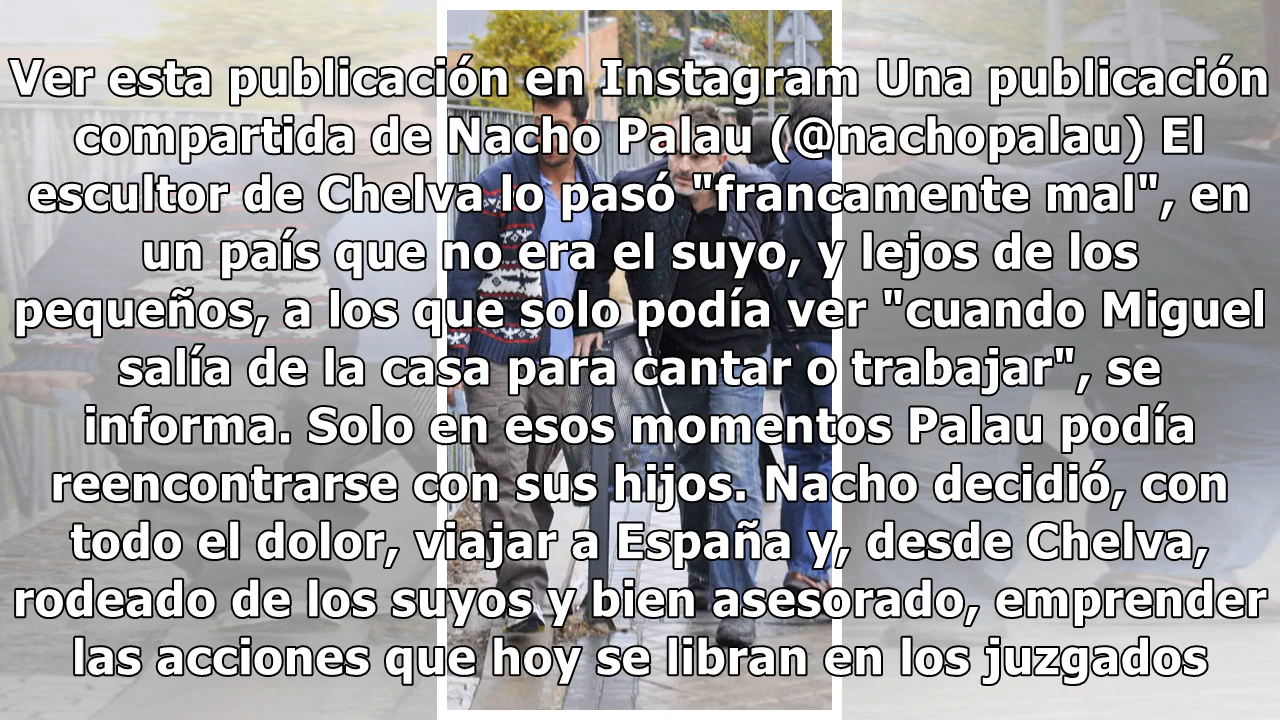 Ver esta publicación en Instagram Una publicación
compartida de Nacho Palau (@nachopalau) El
escultor de Chelva lo pasó "francamente mal", en
un país que no era el suyo, y lejos de los
pequeños, a los que solo podía ver "cuando Miguel
salía de la casa para cantar o trabajar", se
informa. Solo en esos momentos Palau podía
reencontrarse con sus hijos. Nacho decidió, con
todo el dolor, viajar a España y, desde Chelva,
rodeado de los suyos y bien asesorado, emprender
las acciones que hoy se libran en los juzgados